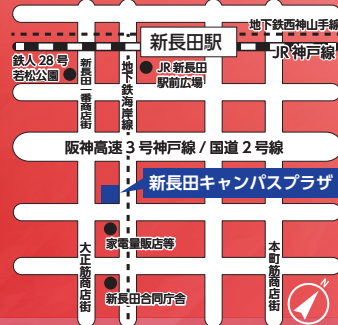 地下鉄西神山手線
新長田駅
JR神戸線
鉄人28号
若松公園
新長田一番商店街
地下鉄海岸線
JR新長田
駅前広場
阪神高速3号神戸線/国道2号線
新長田キャンパスプラザ
家電量販店等
大正筋商店街
本町筋商店街
新長田合同庁舎
N